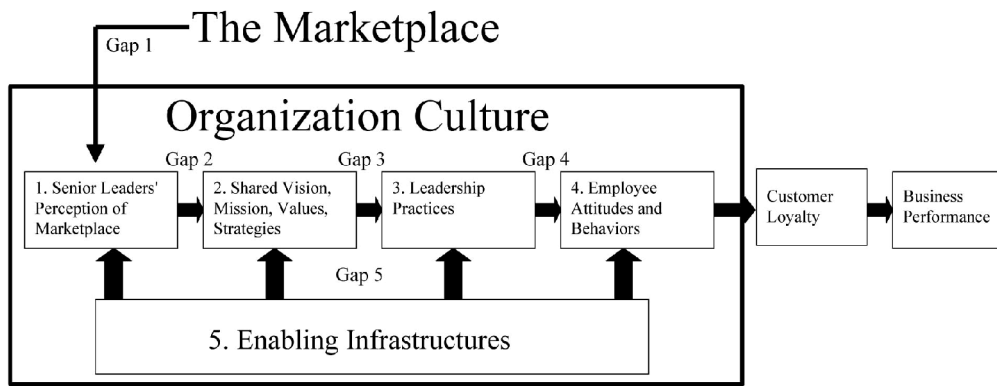 The Marketplace
Gap 1
Organization Culture
Gap 2
Gap 3
Gap 4
1. Senior Leaders'
Perception of
Marketplace
2. Shared Vision,
Mission, Values,
Strategies
3. Leadership
Practices
4. Employee
Attitudes and
Behaviors
Customer
Loyalty
Business
Performance
Gap 5
5. Enabling Infrastructures